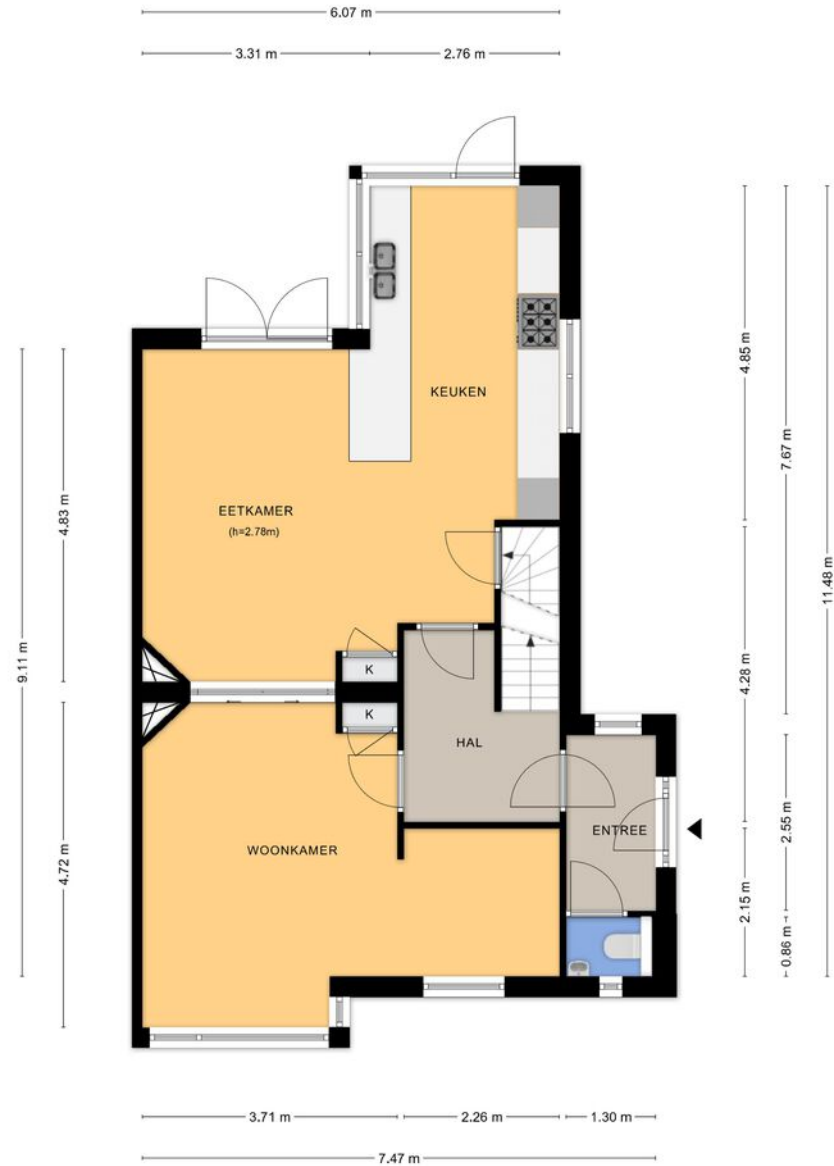 6.07 m
3.31 m
2.76 m
KEUKEN
4.85 m
7.67 m
11.48 m
EETKAMER
(h=2.78m)
4.83 m
9.11 m
4.28 m
K
K
HAL
ENTREE
2.55 m
WOONKAMER
4.72 m
2.15 m
0.86 m
3.71 m
2.26 m
1.30 m
7.47 m